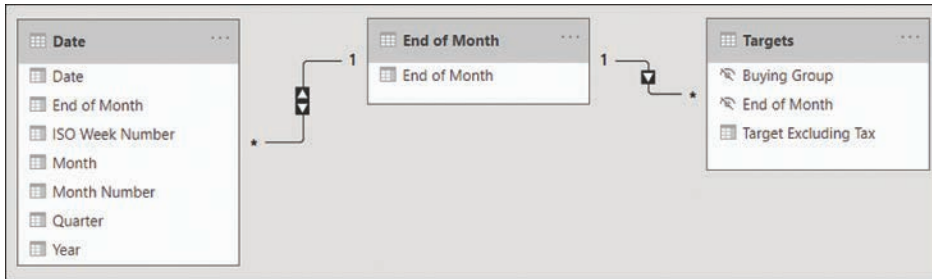 Date
...
Date
End of Month
ISO Week Number
Month
Month Number
Quarter
Year
*
1
End of Month
...
End of Month
1
*
Targets
...
Buying Group
End of Month
Target Excluding Tax